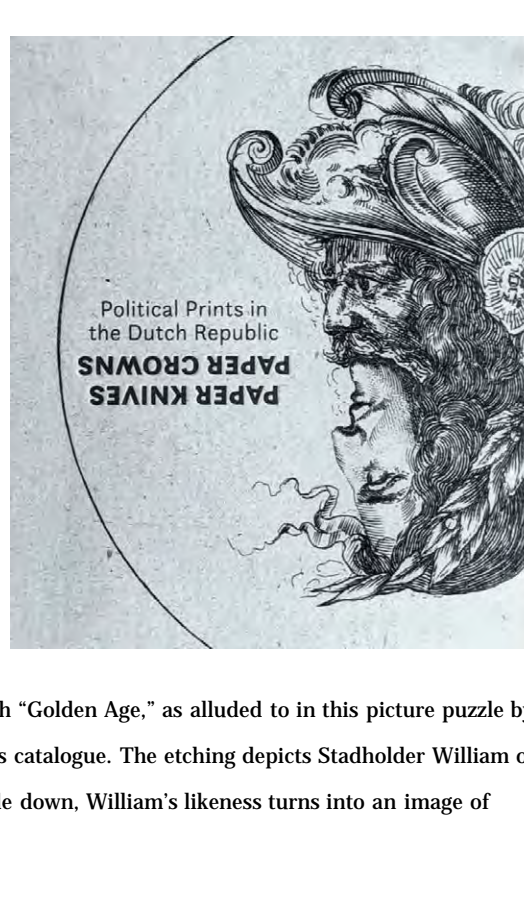 Political Prints in
the Dutch Republic
PAPER KNIVES
PAPER CROWNS
h “Golden Age,” as alluded to in this picture puzzle by
s catalogue. The etching depicts Stadholder William o
le down, William’s likeness turns into an image of